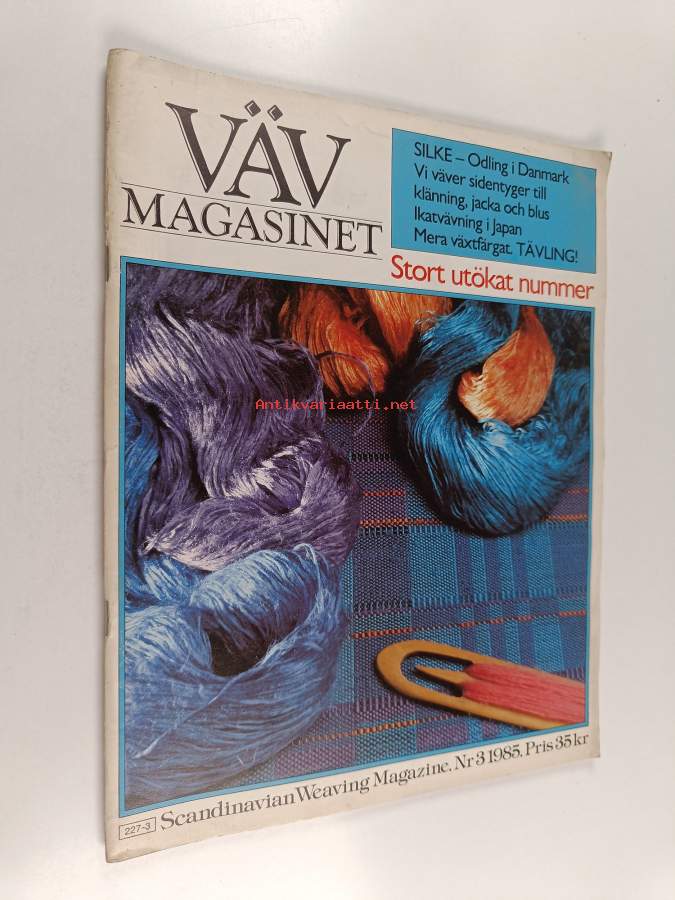 VÄV
MAGASINET
SILKE – Odling i Danmark
Vi väver sidentyger till
klänning, jacka och blus
Ikatvävning i Japan
Mera växtfärgat. TÄVLING!
Stort utökat nummer
Antikvariaatti.net
227-3
Scandinavian Weaving Magazine. Nr 3 1985. Pris 35 kr